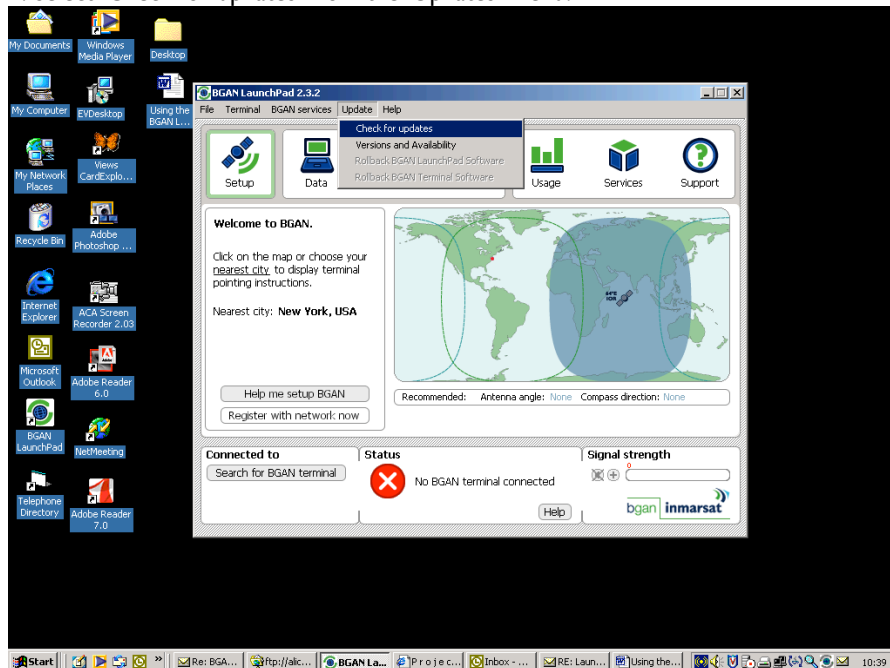 My Documents
Windows Media Player
Desktop
My Computer
EVDesktop
Using the BGAN L...
My Network Places
Views CardExplo...
Recycle Bin
Adobe Photoshop ...
Internet Explorer
ACA Screen Recorder 2.03
Microsoft Outlook
Adobe Reader 6.0
BGAN LaunchPad
NetMeeting
Telephone Directory
Adobe Reader 7.0
BGAN LaunchPad 2.3.2
File Terminal BGAN services Update Help
Check for updates
Versions and Availability
Rollback BGAN LaunchPad Software
Rollback BGAN Terminal Software
Setup Data Usage Services Support
Welcome to BGAN.
Click on the map or choose your
nearest city to display terminal
pointing instructions.
Nearest city: New York, USA
64°E
IOR
Help me setup BGAN
Register with network now
Recommended: Antenna angle: None Compass direction: None
Connected to
Search for BGAN terminal
Status
No BGAN terminal connected
Help
Signal strength
0
bgan inmarsat
Start
Re: BGA...
ftp://alic...
BGAN La...
P r o j e c...
Inbox - ...
RE: Laun...
Using the...
10:39